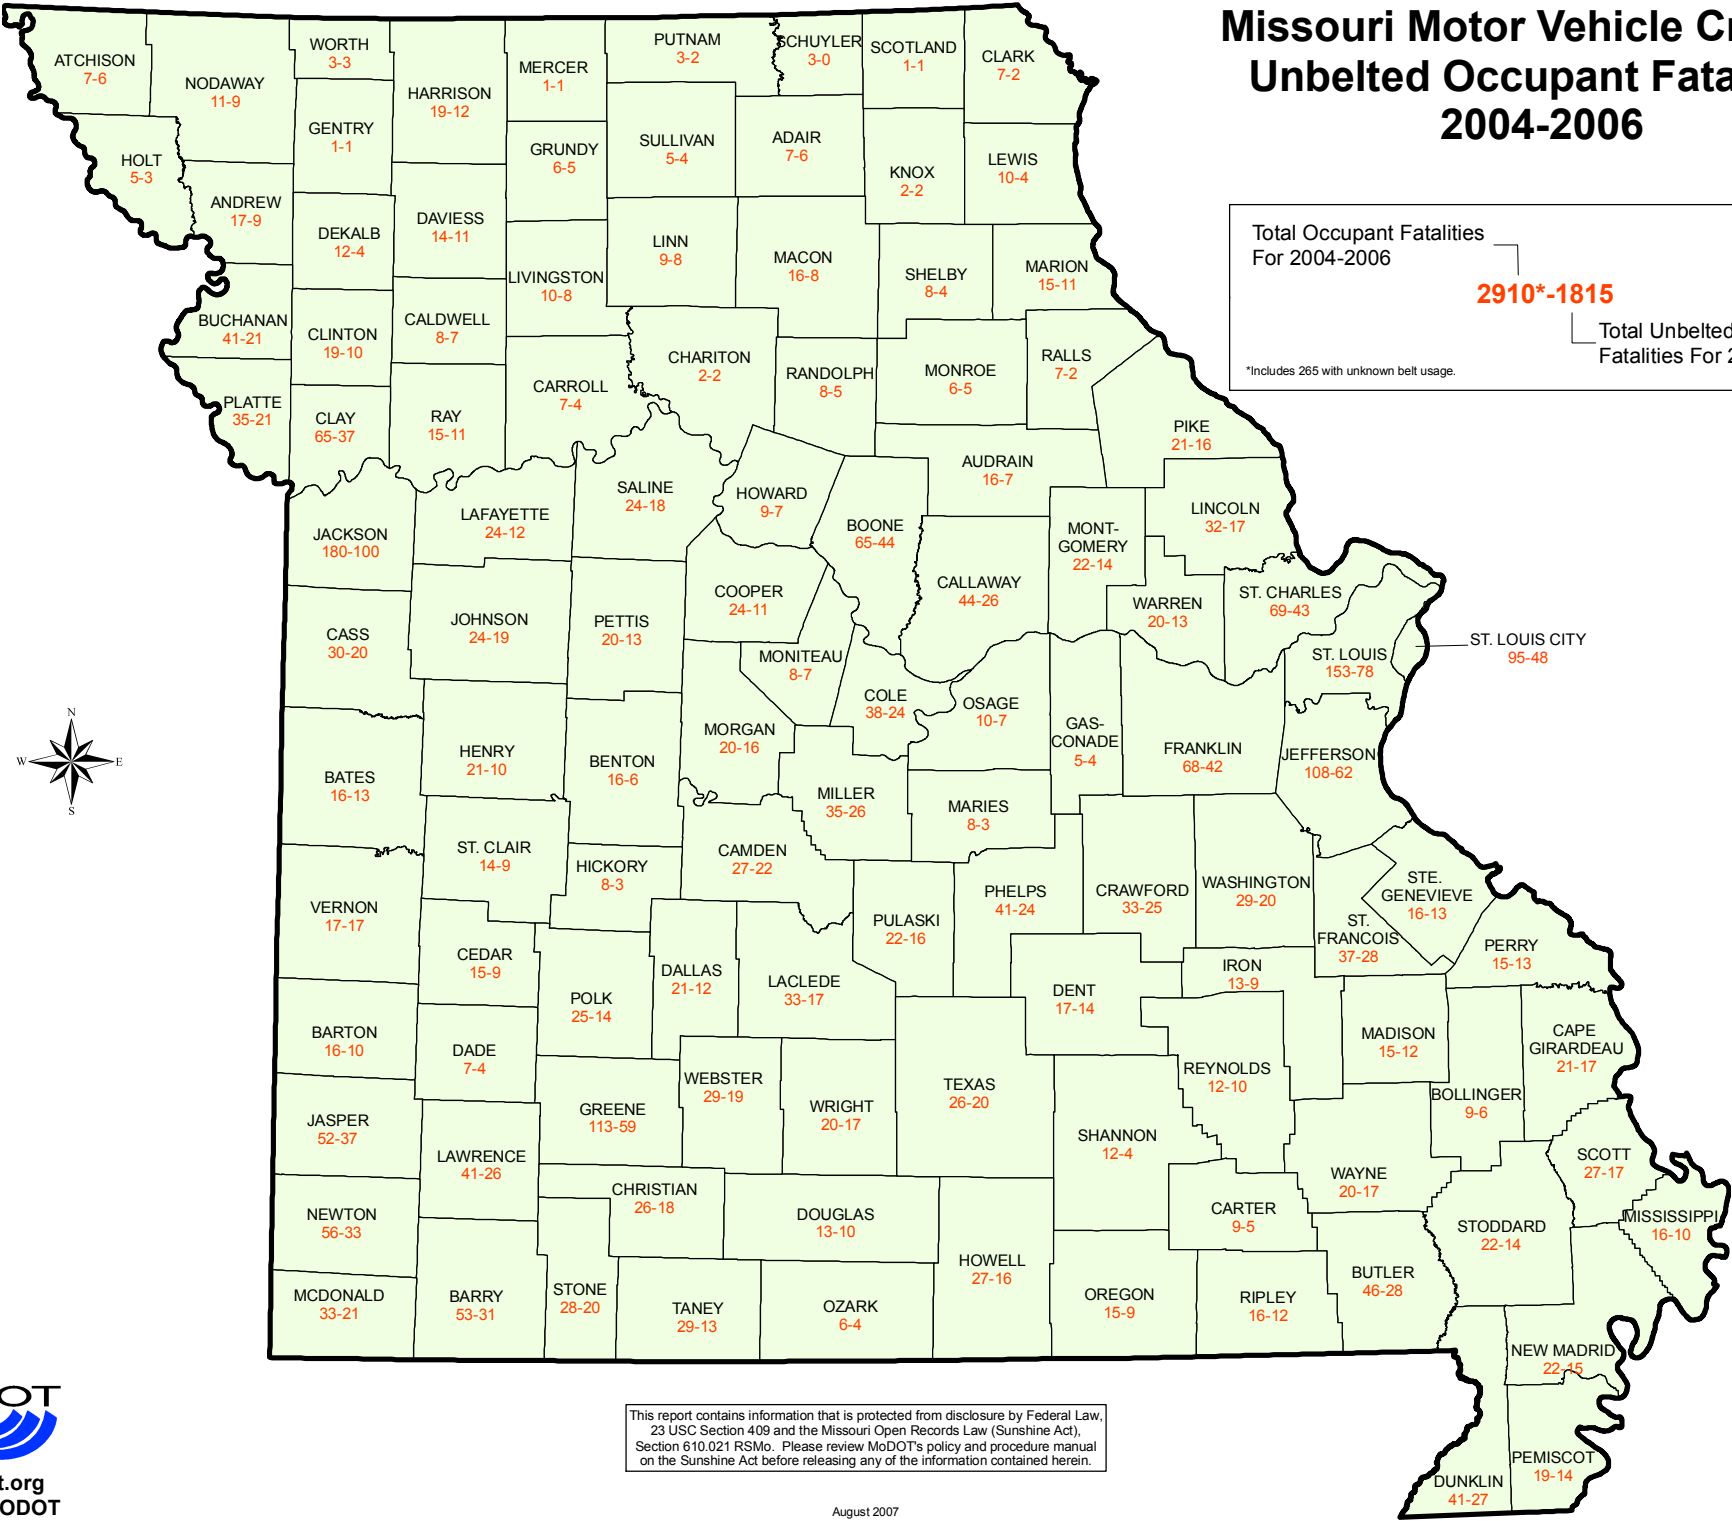 Missouri Motor Vehicle
Unbelted Occupant
2004-2006
Total Occupant Fatalities
For 2004-2006
2910*-1815
Total Unbelted
Fatalities For
*Includes 265 with unknown belt usage.
ATCHISON
7-6
NODAWAY
11-9
WORTH
3-3
HARRISON
19-12
MERCER
1-1
PUTNAM
3-2
SCHUYLER
3-0
SCOTLAND
1-1
CLARK
7-2
HOLT
5-3
GENTRY
1-1
GRUNDY
6-5
SULLIVAN
5-4
ADAIR
7-6
KNOX
2-2
LEWIS
10-4
ANDREW
17-9
DEKALB
12-4
DAVIESS
14-11
LIVINGSTON
10-8
LINN
9-8
MACON
16-8
SHELBY
8-4
MARION
15-11
BUCHANAN
41-21
CLINTON
19-10
CALDWELL
8-7
CARROLL
7-4
CHARITON
2-2
RANDOLPH
8-5
MONROE
6-5
RALLS
7-2
PLATTE
35-21
CLAY
65-37
RAY
15-11
PIKE
21-16
AUDRAIN
16-7
SALINE
24-18
HOWARD
9-7
LINCOLN
32-17
JACKSON
180-100
LAFAYETTE
24-12
BOONE
65-44
MONT-
GOMERY
22-14
CALLAWAY
44-26
COOPER
24-11
WARREN
20-13
ST. CHARLES
69-43
CASS
30-20
JOHNSON
24-19
PETTIS
20-13
MONITEAU
8-7
ST. LOUIS
153-78
ST. LOUIS CITY
95-48
COLE
38-24
OSAGE
10-7
GAS-
CONADE
5-4
MORGAN
20-16
FRANKLIN
68-42
JEFFERSON
108-62
N
W
E
S
BATES
16-13
HENRY
21-10
BENTON
16-6
MILLER
35-26
MARIES
8-3
ST. CLAIR
14-9
HICKORY
8-3
CAMDEN
27-22
PULASKI
22-16
PHELPS
41-24
CRAWFORD
33-25
WASHINGTON
29-20
STE.
GENEVIEVE
16-13
ST.
FRANCOIS
37-28
PERRY
15-13
VERNON
17-17
CEDAR
15-9
POLK
25-14
DALLAS
21-12
LACLEDE
33-17
DENT
17-14
IRON
13-9
BARTON
16-10
DADE
7-4
MADISON
15-12
CAPE
GIRARDEAU
21-17
REYNOLDS
12-10
BOLLINGER
9-6
JASPER
52-37
GREENE
113-59
WEBSTER
29-19
WRIGHT
20-17
TEXAS
26-20
SHANNON
12-4
LAWRENCE
41-26
SCOTT
27-17
WAYNE
20-17
NEWTON
56-33
CHRISTIAN
26-18
DOUGLAS
13-10
CARTER
9-5
STODDARD
22-14
MISSISSIPPI
16-10
HOWELL
27-16
MCDONALD
33-21
BARRY
53-31
STONE
28-20
TANEY
29-13
OZARK
6-4
OREGON
15-9
RIPLEY
16-12
BUTLER
46-28
NEW MADRID
22-15
PEMISCOT
19-14
DUNKLIN
41-27
OT
t.org
ODOT
This report contains information that is protected from disclosure by Federal Law,
23 USC Section 409 and the Missouri Open Records Law (Sunshine Act),
Section 610.021 RSMo. Please review MoDOT's policy and procedure manual
on the Sunshine Act before releasing any of the information contained herein.
August 2007